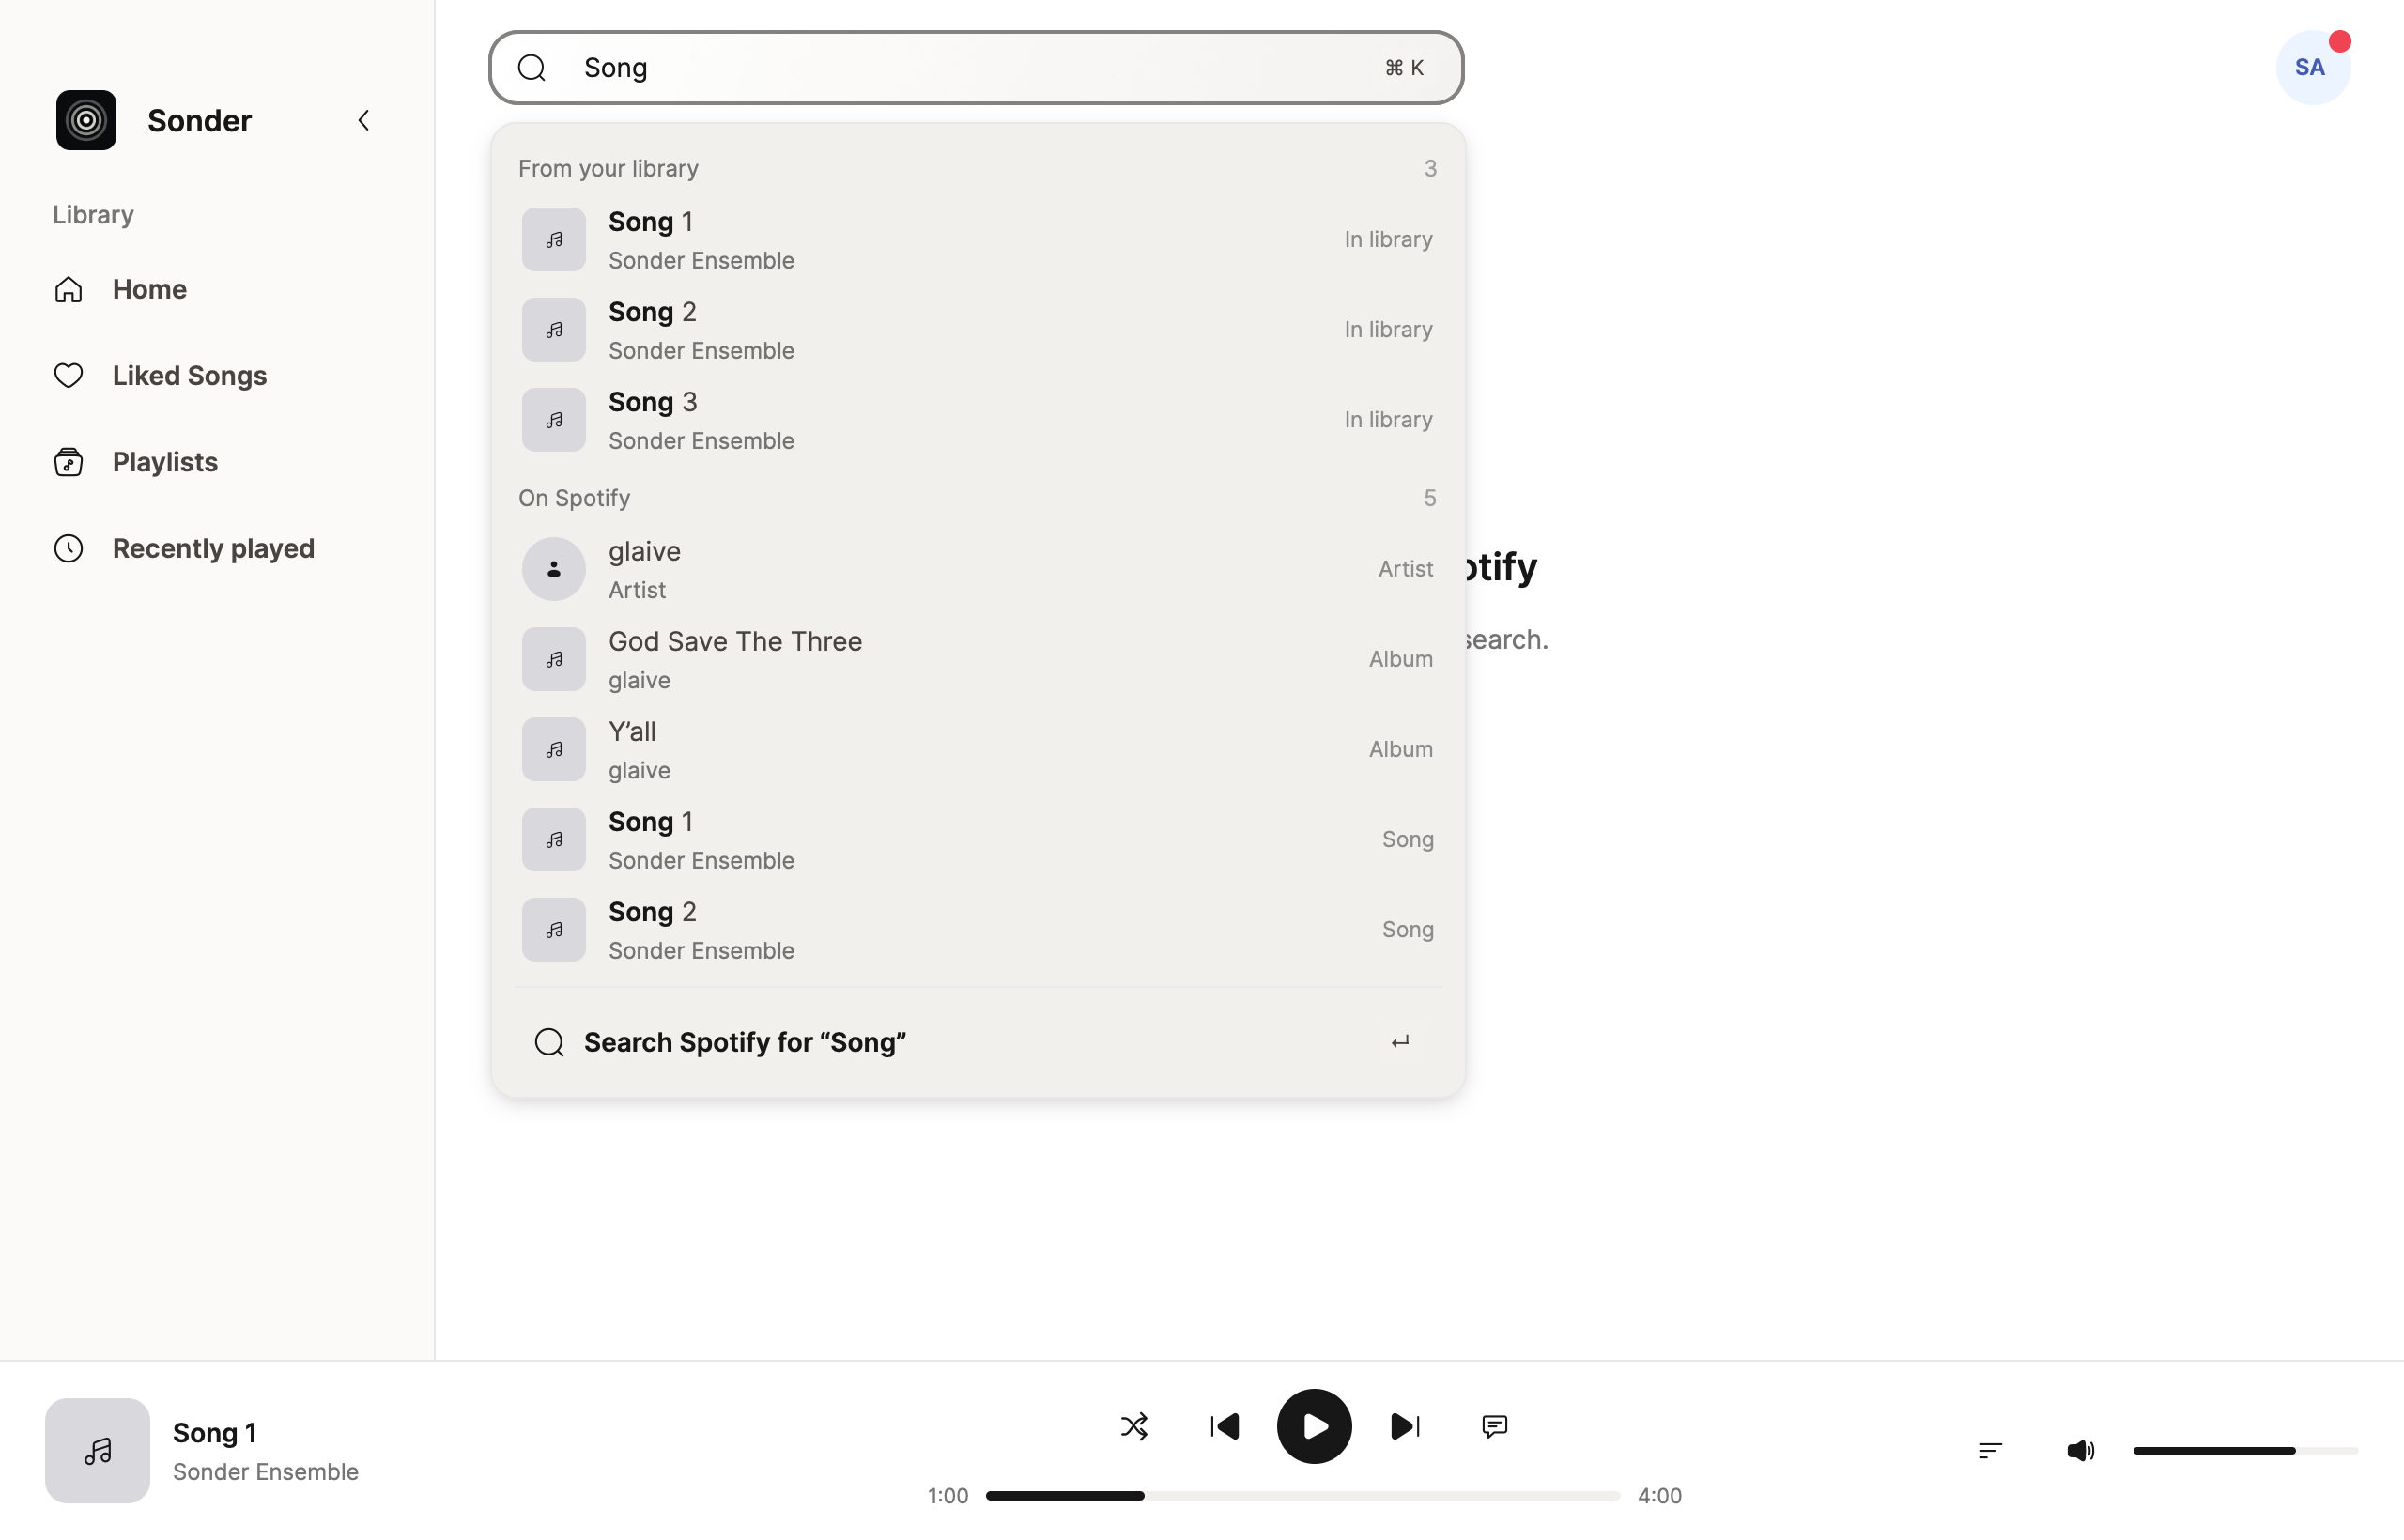 Sonder
Library
Home
Liked Songs
Playlists
Recently played
Song
⌘ K
SA
From your library 3
Song 1
Sonder Ensemble
In library
Song 2
Sonder Ensemble
In library
Song 3
Sonder Ensemble
In library
On Spotify 5
glaive
Artist
Artist
God Save The Three
glaive
Album
Y’all
glaive
Album
Song 1
Sonder Ensemble
Song
Song 2
Sonder Ensemble
Song
Search Spotify for “Song”
otify
search.
Song 1
Sonder Ensemble
1:00
4:00